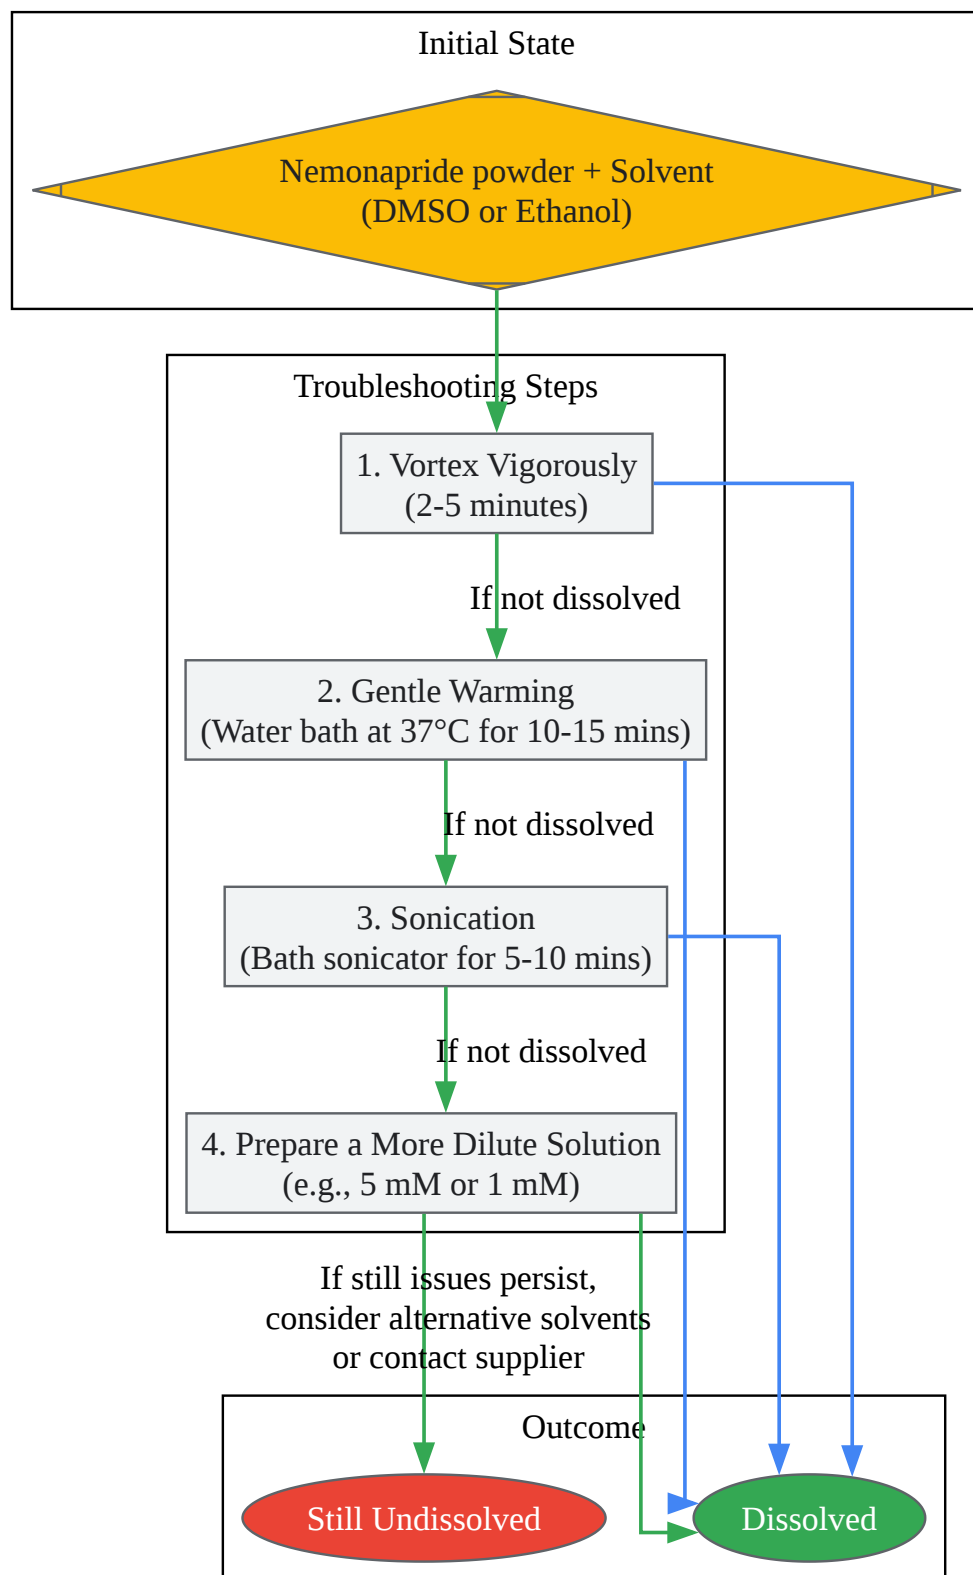 Initial State
Nemonapride powder + Solvent
(DMSO or Ethanol)
Troubleshooting Steps
1. Vortex Vigorously
(2-5 minutes)
If not dissolved
2. Gentle Warming
(Water bath at 37°C for 10-15 mins)
If not dissolved
3. Sonication
(Bath sonicator for 5-10 mins)
If not dissolved
4. Prepare a More Dilute Solution
(e.g., 5 mM or 1 mM)
If still issues persist,
consider alternative solvents
or contact supplier
Outcome
Still Undissolved
Dissolved